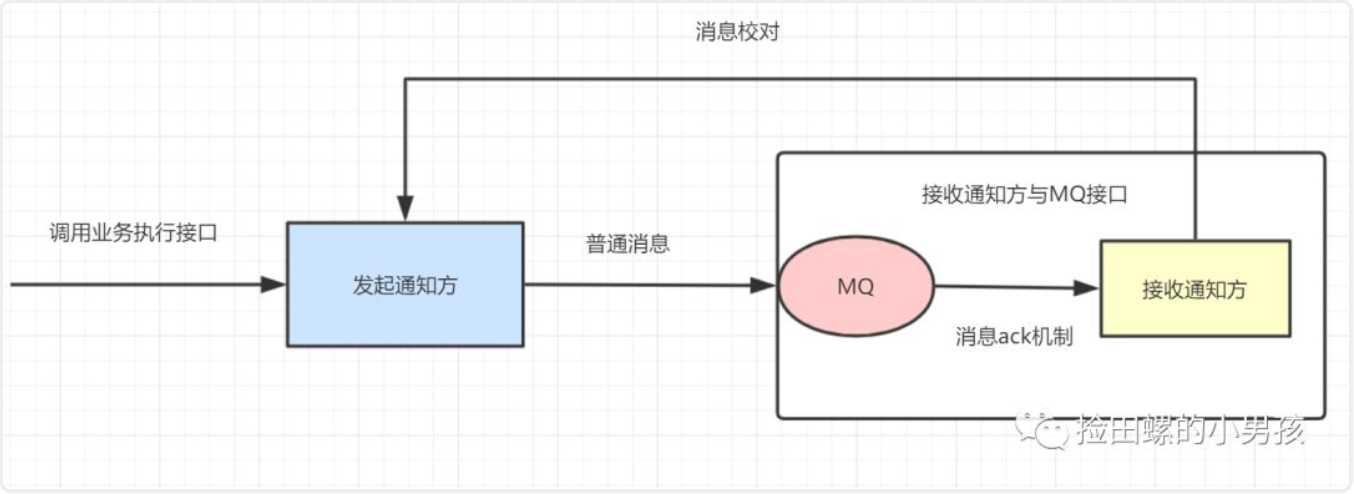 消息校对
接收通知方与MQ接口
调用业务执行接口
普通消息
发起通知方
MQ
接收通知方
消息ack机制
捡田螺的小男孩